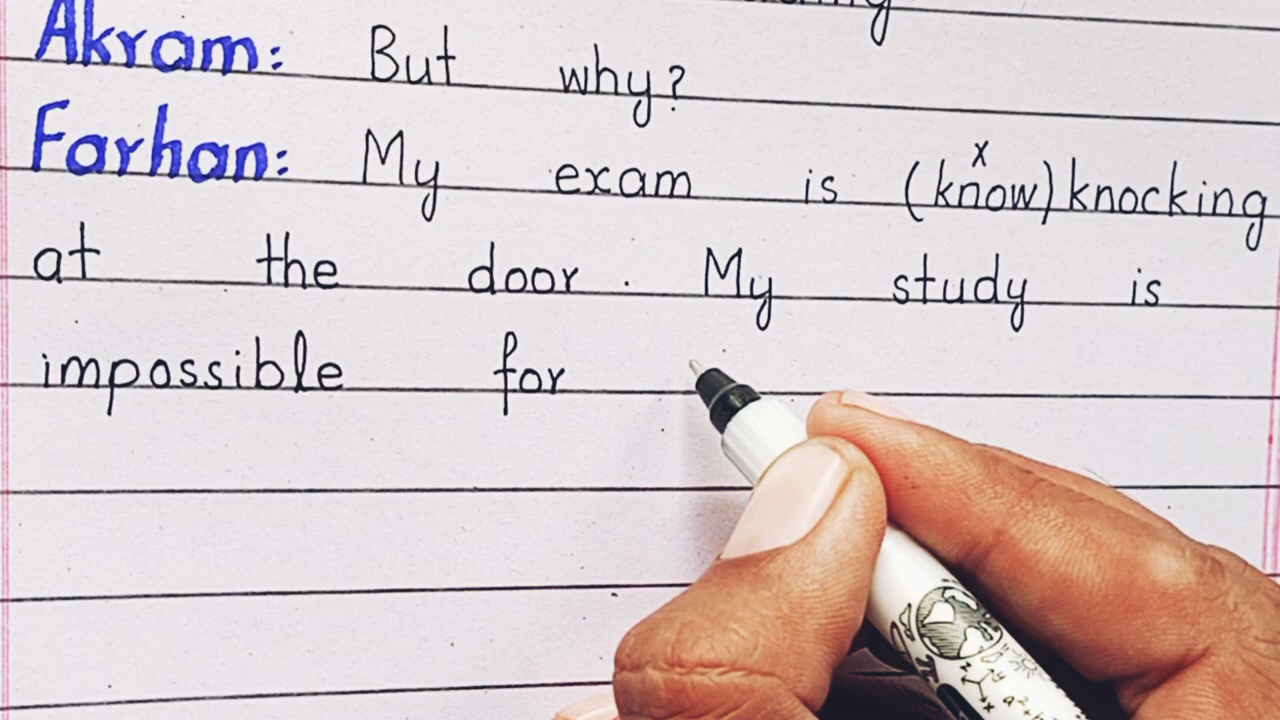 Akram: But why?
Farhan: My exam is (know) knocking
at the door. My study is
impossible for